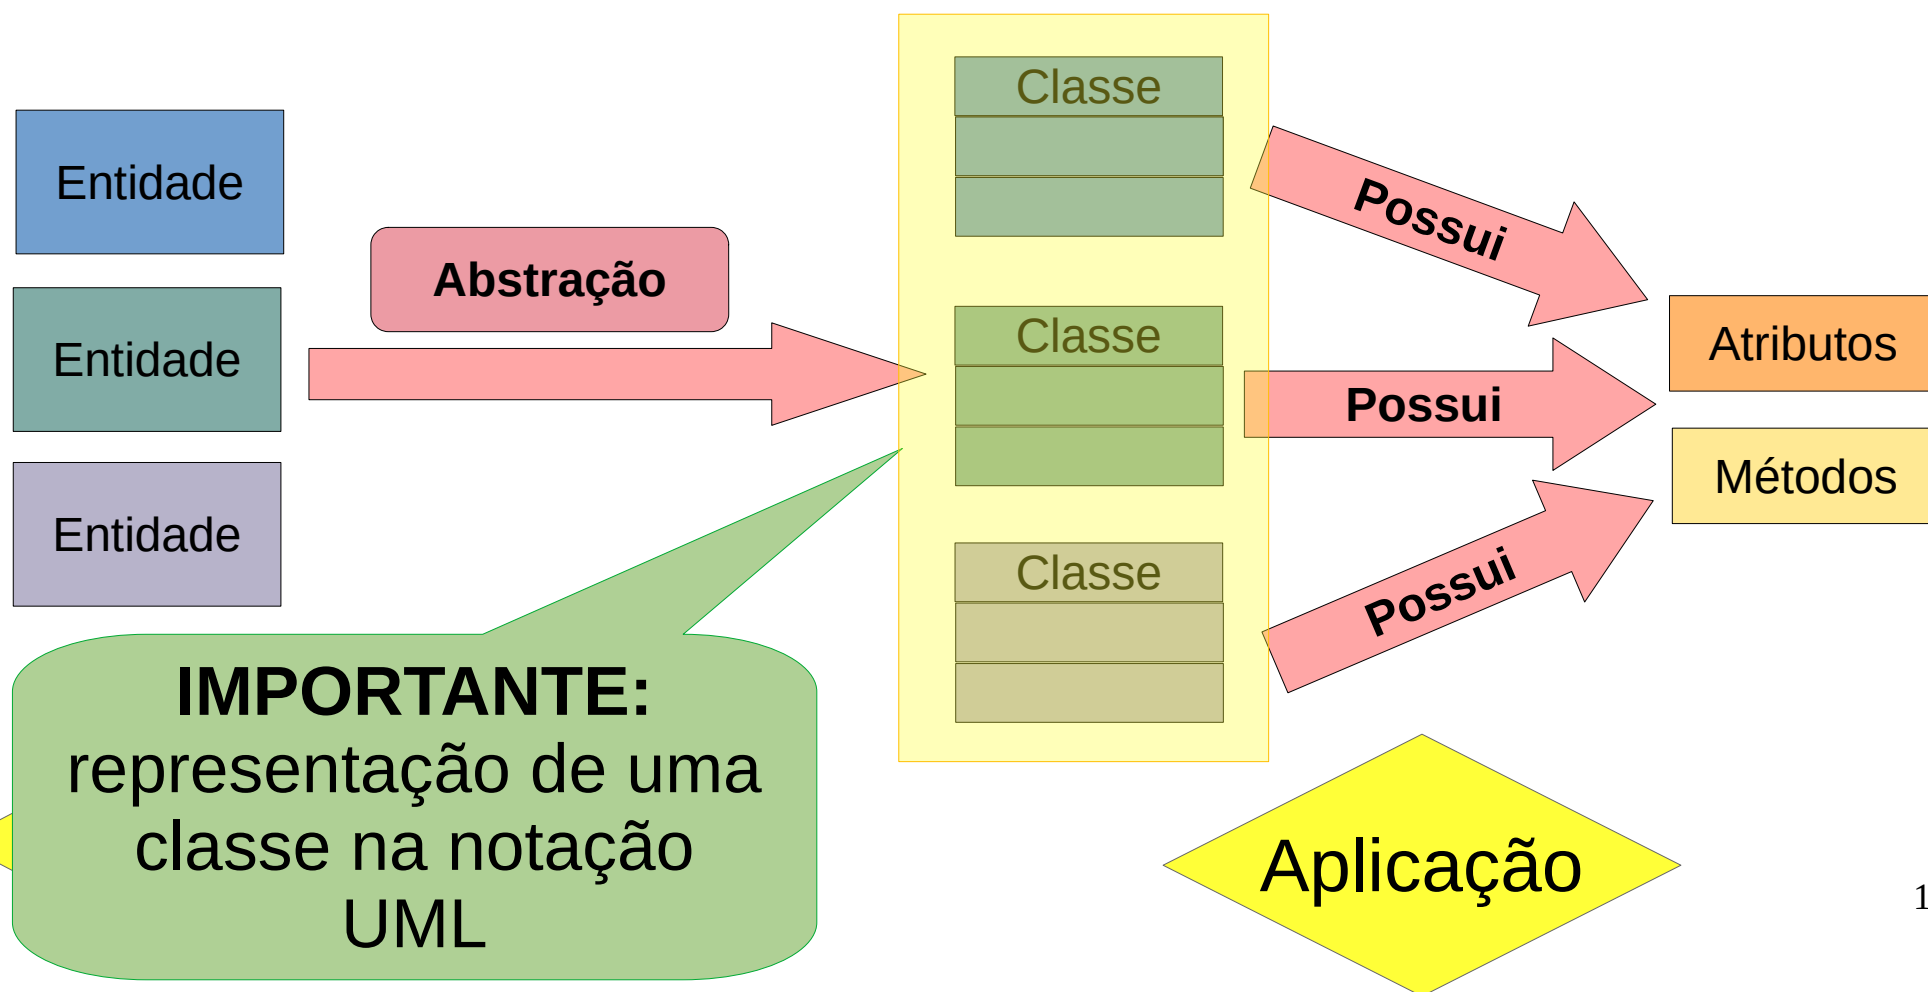 Entidade
Entidade
Entidade
Abstração
Classe
Classe
Classe
Possui
Possui
Possui
Atributos
Métodos
IMPORTANTE:
representação de uma
classe na notação
UML
Aplicação
1